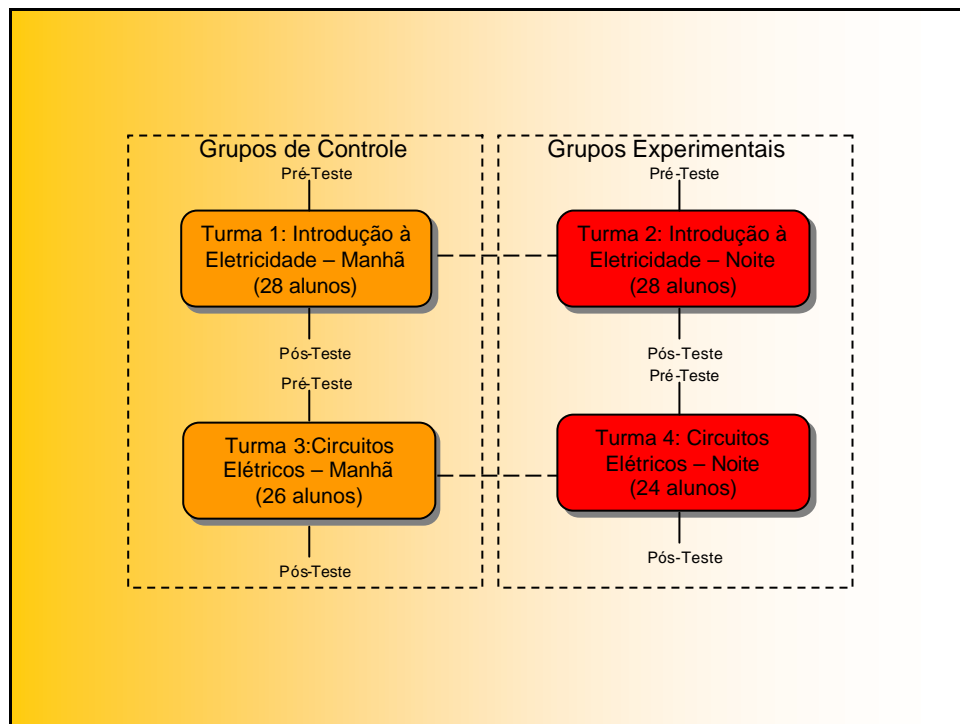 Grupos de Controle
Pré-Teste
Turma 1: Introdução à
Eletricidade – Manhã
(28 alunos)
Pós-Teste
Pré-Teste
Turma 3:Circuitos
Elétricos – Manhã
(26 alunos)
Pós-Teste
Grupos Experimentais
Pré-Teste
Turma 2: Introdução à
Eletricidade – Noite
(28 alunos)
Pós-Teste
Pré-Teste
Turma 4: Circuitos
Elétricos – Noite
(24 alunos)
Pós-Teste